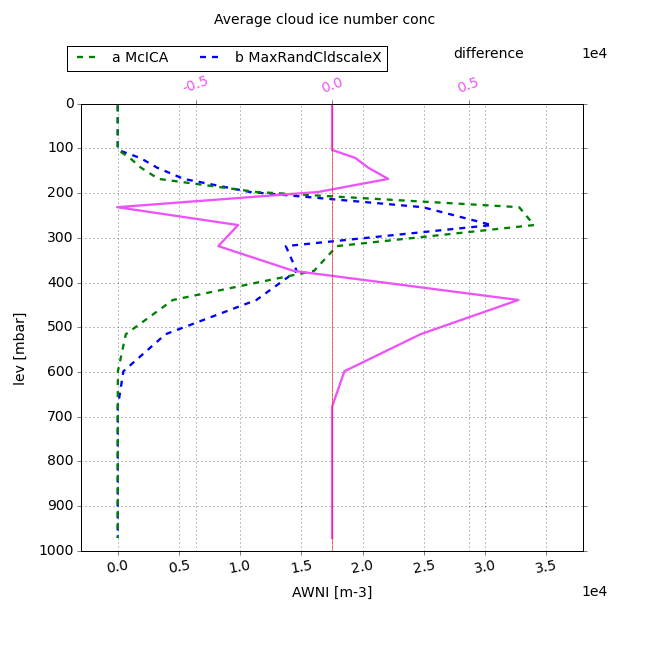 Average cloud ice number conc
a McICA b MaxRandCldscaleX difference 1e4
-0.5 0.0 0.5
0
100
200
300
400
500
600
700
800
900
1000
lev [mbar]
0.0 0.5 1.0 1.5 2.0 2.5 3.0 3.5
AWNI [m-3] 1e4